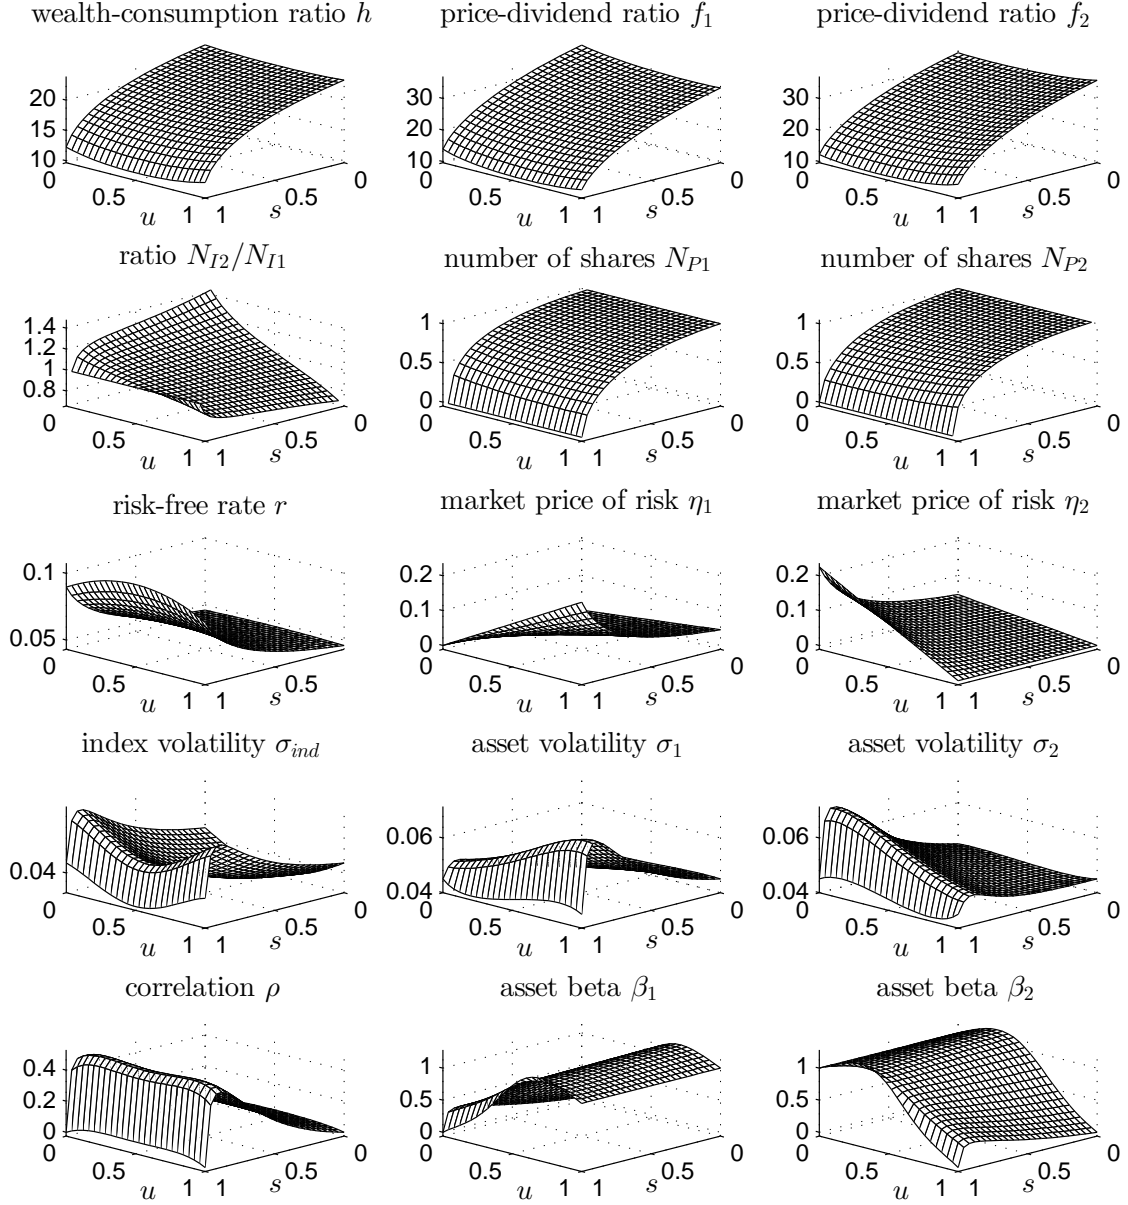 wealth-consumption ratio h price-dividend ratio f1 price-dividend ratio f2
20 30 30
15 20 20
10 10 10
0 0.5 u 1 1 s 0.5 0 0 0.5 u 1 1 s 0.5 0 0 0.5 u 1 1 s 0.5 0
ratio NI2/NI1 number of shares NP1 number of shares NP2
1.4 1 1
1.2 0.5 0.5
1 0 0
0.8
0 0.5 u 1 1 s 0.5 0 0 0.5 u 1 1 s 0.5 0 0 0.5 u 1 1 s 0.5 0
risk-free rate r market price of risk η1 market price of risk η2
0.1 0.2 0.2
0.05 0.1 0.1
0 0
0 0.5 u 1 1 s 0.5 0 0 0.5 u 1 1 s 0.5 0 0 0.5 u 1 1 s 0.5 0
index volatility σind asset volatility σ1 asset volatility σ2
0.04 0.06 0.06
0.04 0.04
0 0.5 u 1 1 s 0.5 0 0 0.5 u 1 1 s 0.5 0 0 0.5 u 1 1 s 0.5 0
correlation ρ asset beta β1 asset beta β2
0.4 1 1
0.2 0.5 0.5
0 0 0
0 0.5 u 1 1 s 0.5 0 0 0.5 u 1 1 s 0.5 0 0 0.5 u 1 1 s 0.5 0